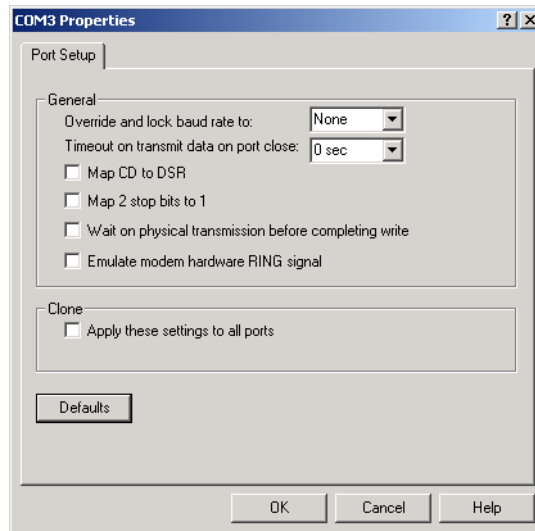 COM3 Properties
Port Setup
General
Override and lock baud rate to: None
Timeout on transmit data on port close: 0 sec
Map CD to DSR
Map 2 stop bits to 1
Wait on physical transmission before completing write
Emulate modem hardware RING signal
Clone
Apply these settings to all ports
Defaults
OK Cancel Help